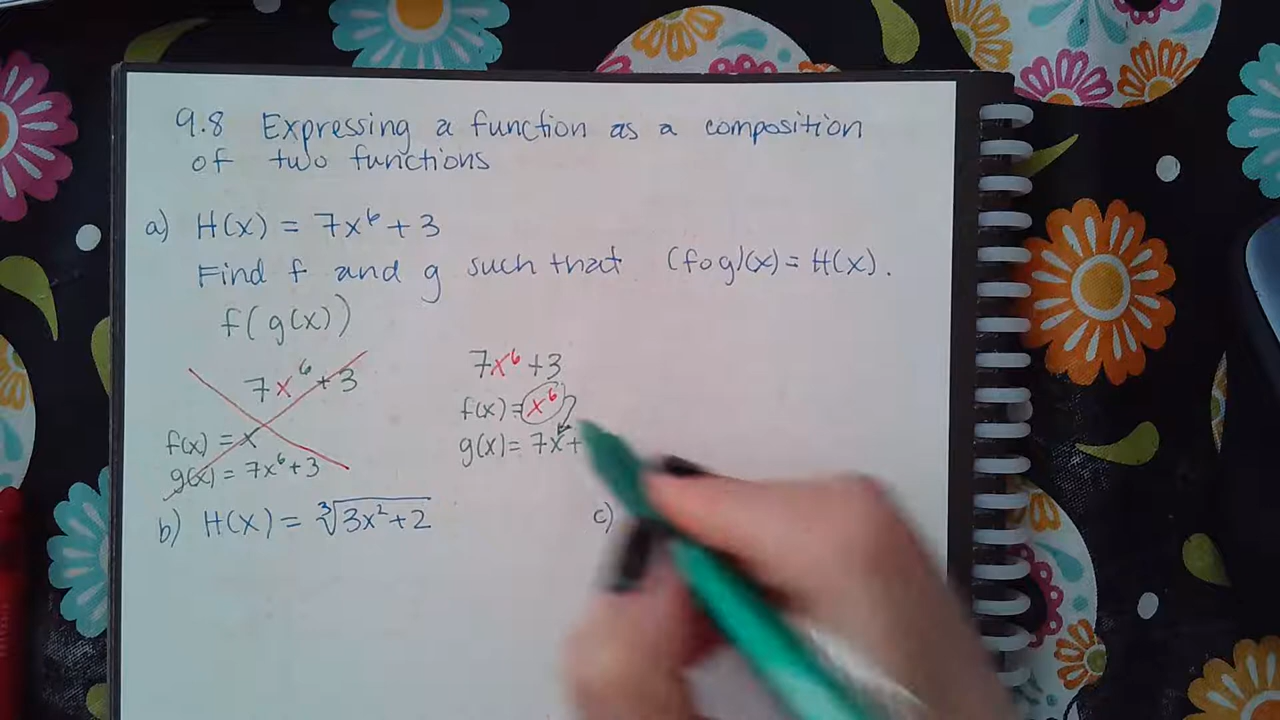 9.8 Expressing a function as a composition
of two functions
a) H(x) = 7x⁶ + 3
Find f and g such that (fog)(x) = H(x).
f(g(x))
7x⁶ + 3
f(x) = x
g(x) = 7x⁶ + 3
7x⁶ + 3
f(x) = x⁶
g(x) = 7x +
b) H(x) = ∛(3x² + 2)
c)